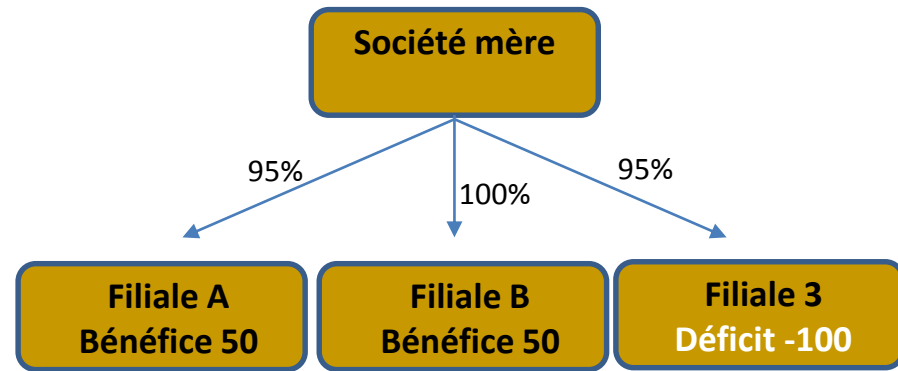 Société mère
95%
100%
95%
Filiale A
Bénéfice 50
Filiale B
Bénéfice 50
Filiale 3
Déficit -100